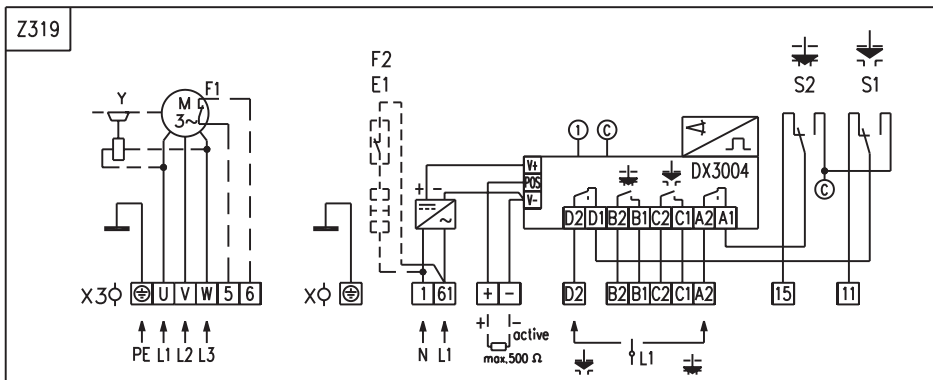 Z319
F2
E1
S2
S1
Y
F1
M
3~
1
C
DX3004
V+
POS
V-
+ -
C
D2 D1 B2 B1 C2 C1 A2 A1
X3 U V W 5 6
X
1 61
+ -
D2 B2 B1 C2 C1 A2
15
11
PE L1 L2 L3
N L1
+ -
active
max.500 Ω
L1